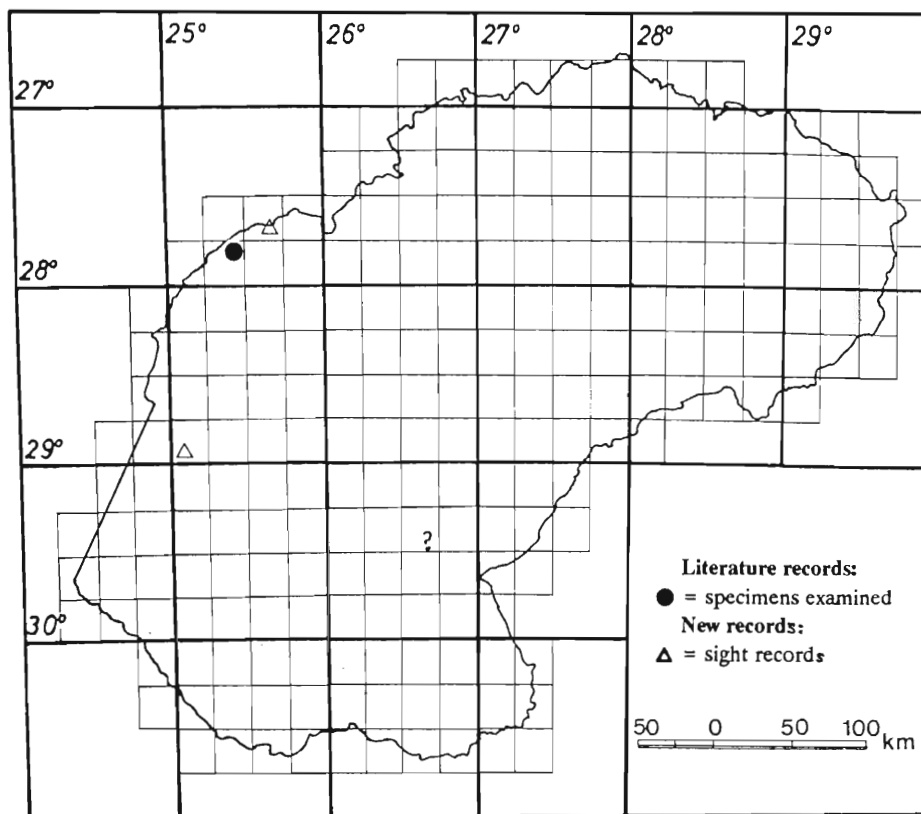 25° 26° 27° 28° 29°
27°
28°
29°
?
30°
Literature records:
● = specimens examined
New records:
△ = sight records
50 0 50 100 km